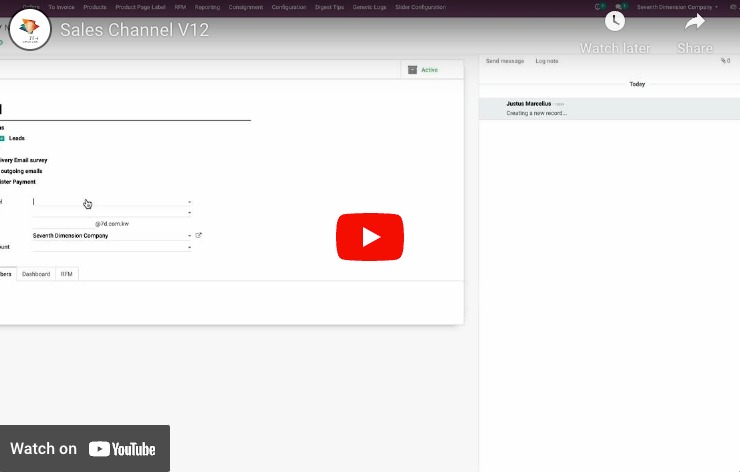 Orders To Invoice Products Product Page Label RFM Reporting Consignment Configuration Digest Tips Generic Logs Slider Configuration Seventh Dimension Company
Sales Channel V12
Watch later
Share
Active
Send message Log note 0
Today
Justus Marcelius
Creating a new record...
Leads
ivery Email survey
outgoing emails
ister Payment
el
@7d.com.kw
Seventh Dimension Company
ount
bers Dashboard RFM
Watch on YouTube